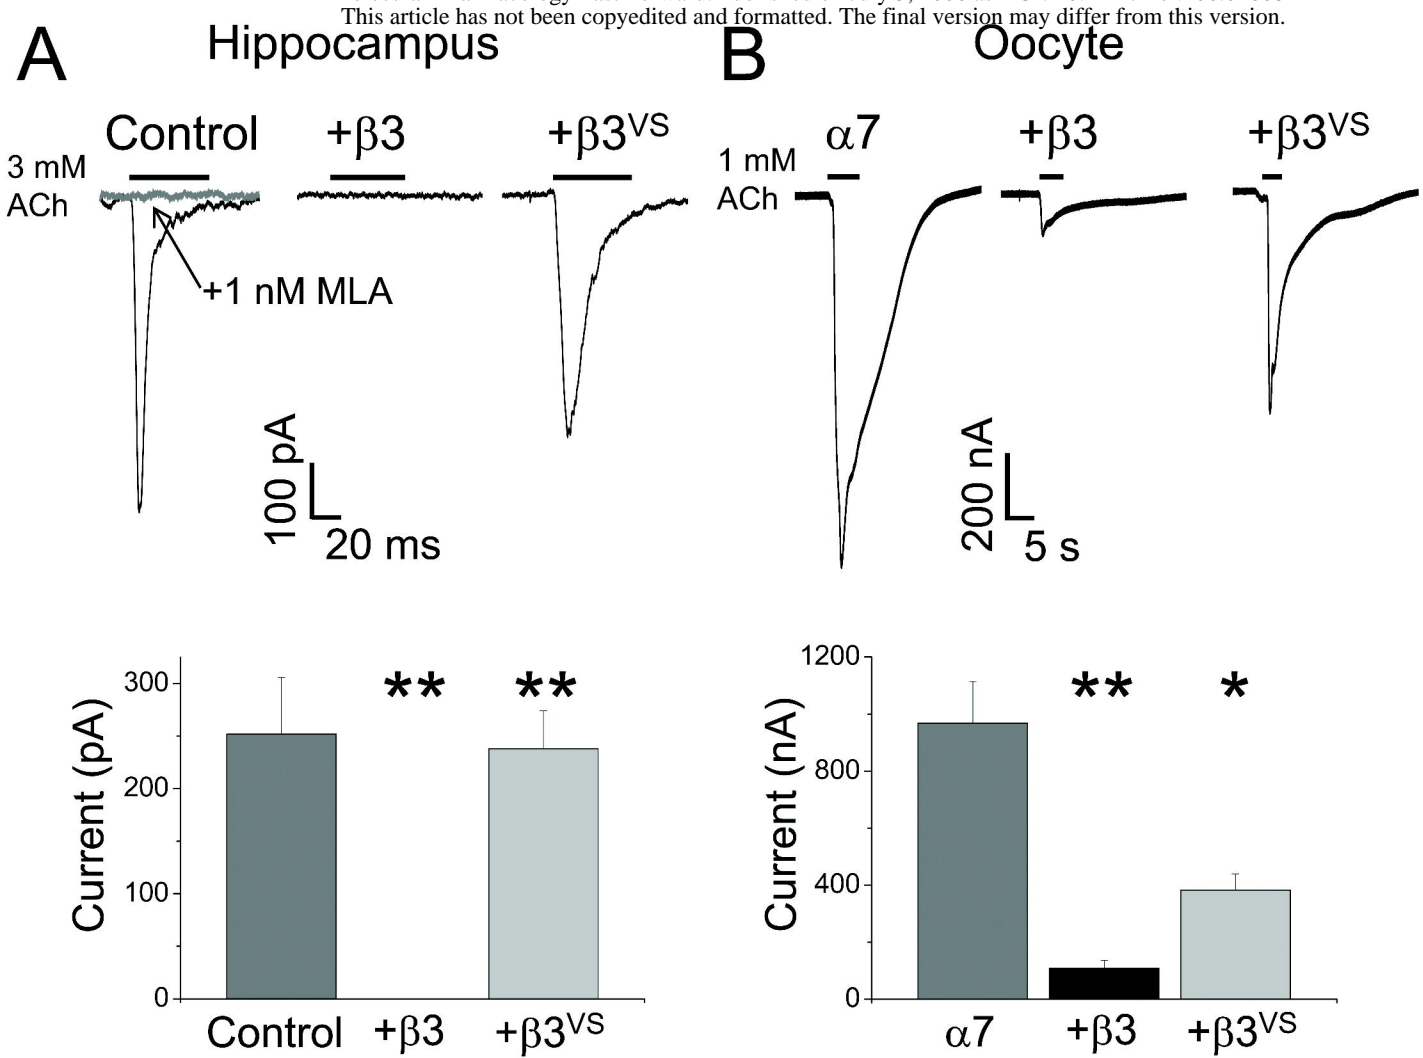 This article has not been copyedited and formatted. The final version may differ from this version.
A Hippocampus
Control +β3 +β3VS
3 mM
ACh
+1 nM MLA
100 pA
20 ms
B Oocyte
α7 +β3 +β3VS
1 mM
ACh
200 nA
5 s
Current (pA)
300
200
100
0
** **
Control +β3 +β3VS
Current (nA)
1200
800
400
0
** *
α7 +β3 +β3VS